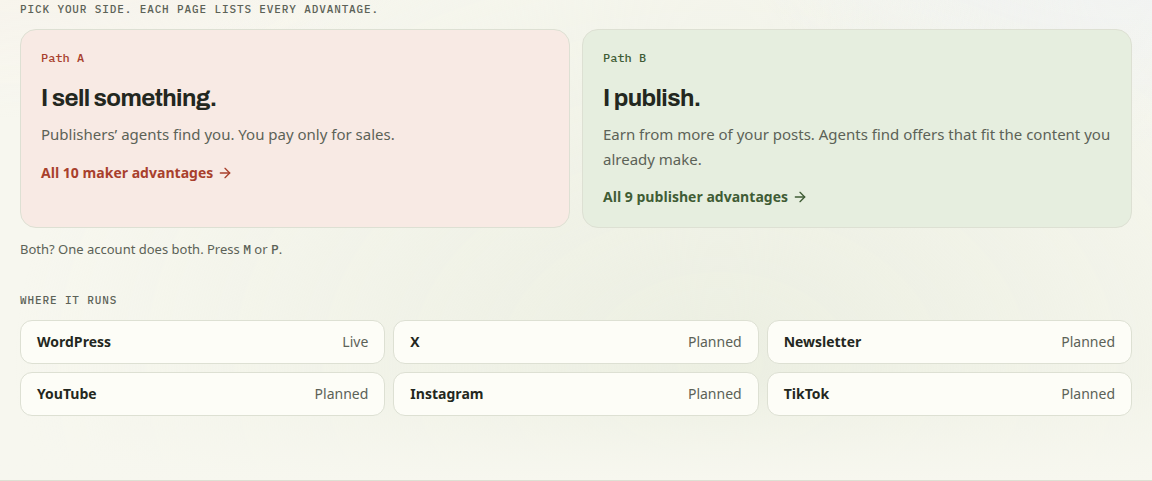 PICK YOUR SIDE. EACH PAGE LISTS EVERY ADVANTAGE.
Path A
I sell something.
Publishers’ agents find you. You pay only for sales.
All 10 maker advantages →
Path B
I publish.
Earn from more of your posts. Agents find offers that fit the content you
already make.
All 9 publisher advantages →
Both? One account does both. Press M or P.
WHERE IT RUNS
WordPress Live
X Planned
Newsletter Planned
YouTube Planned
Instagram Planned
TikTok Planned